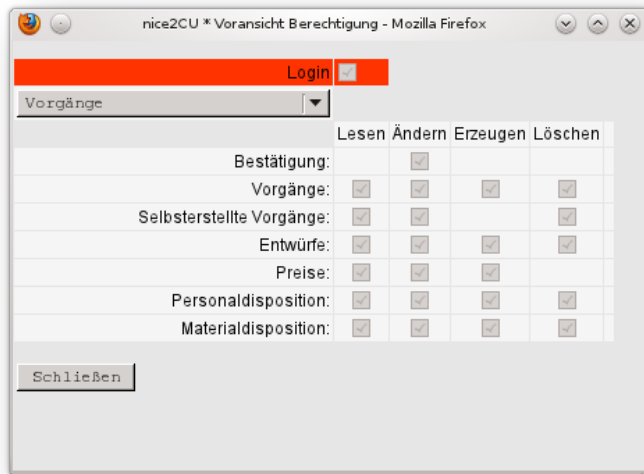 nice2CU * Voransicht Berechtigung - Mozilla Firefox
Login
Vorgänge
Lesen Ändern Erzeugen Löschen
Bestätigung:
Vorgänge:
Selbsterstellte Vorgänge:
Entwürfe:
Preise:
Personaldisposition:
Materialdisposition:
Schließen